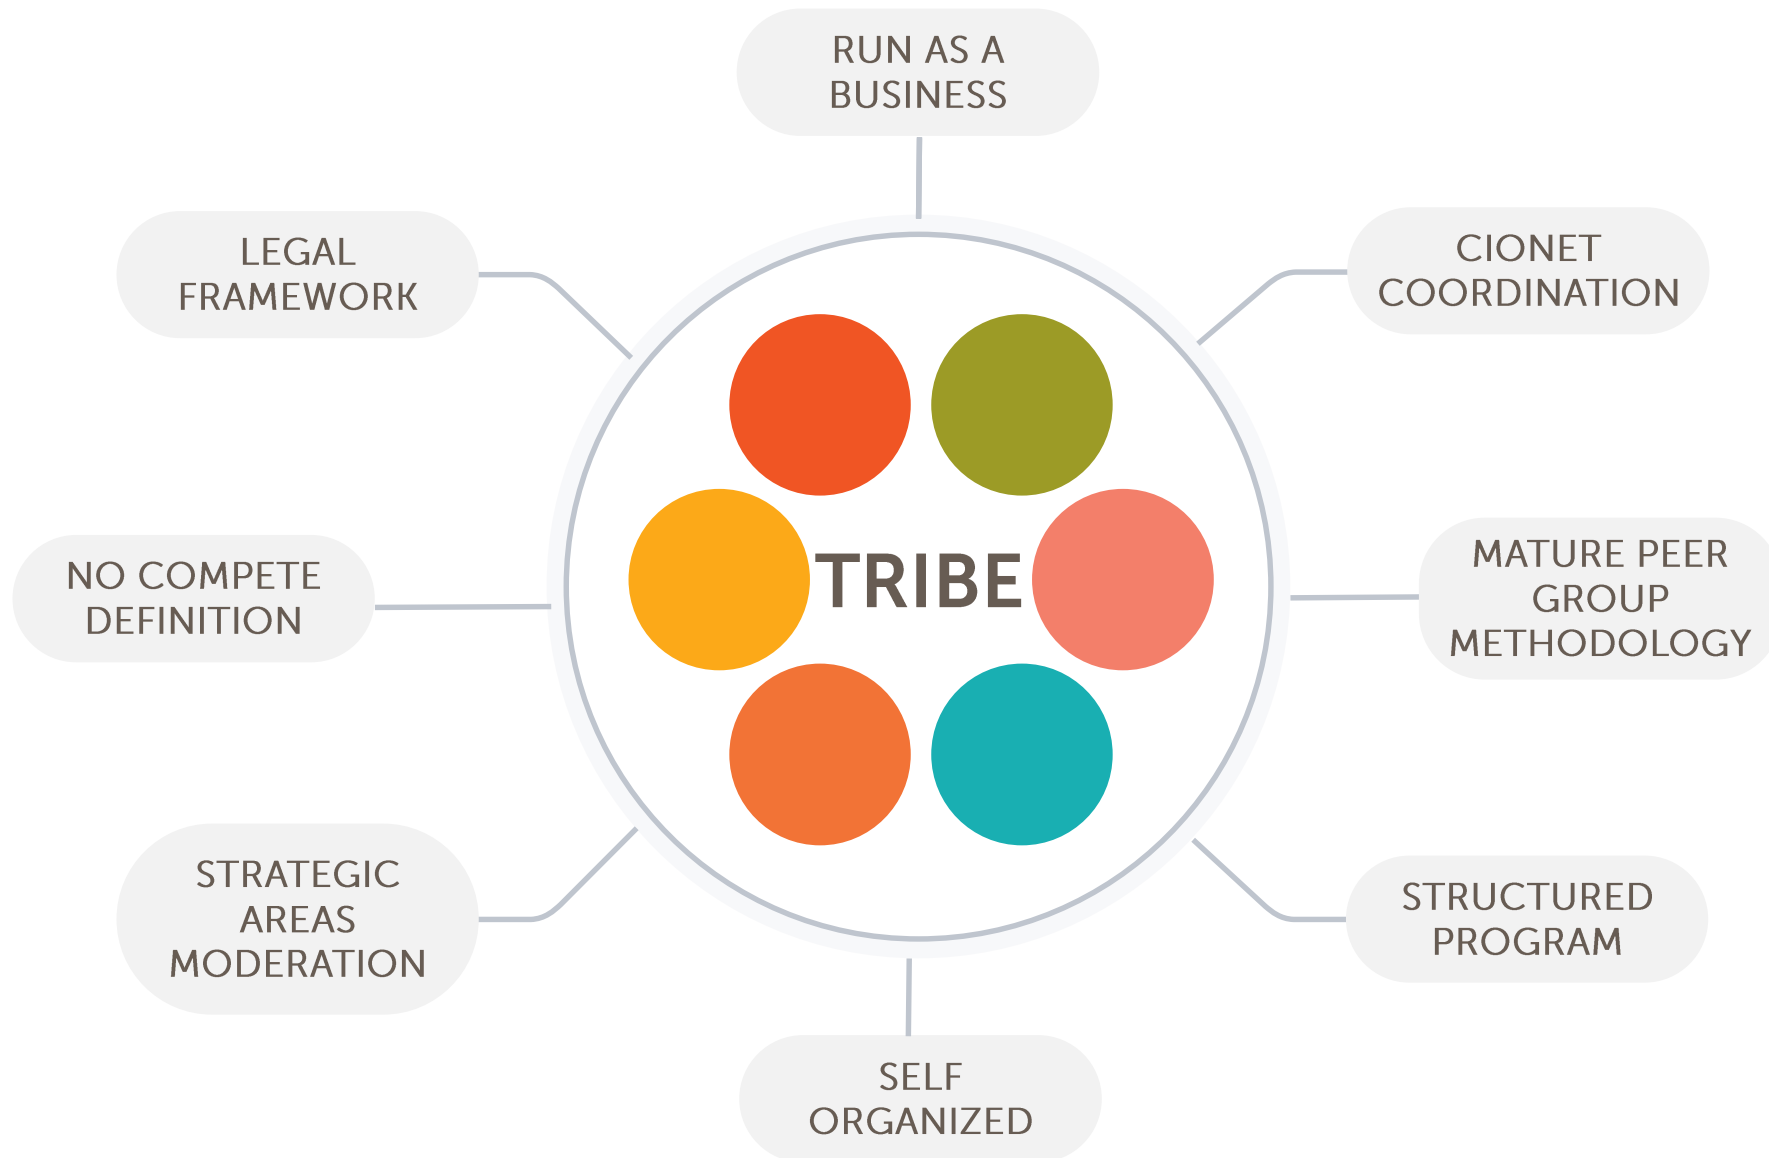 RUN AS A
BUSINESS
LEGAL
FRAMEWORK
CIONET
COORDINATION
NO COMPETE
DEFINITION
TRIBE
MATURE PEER
GROUP
METHODOLOGY
STRATEGIC
AREAS
MODERATION
STRUCTURED
PROGRAM
SELF
ORGANIZED